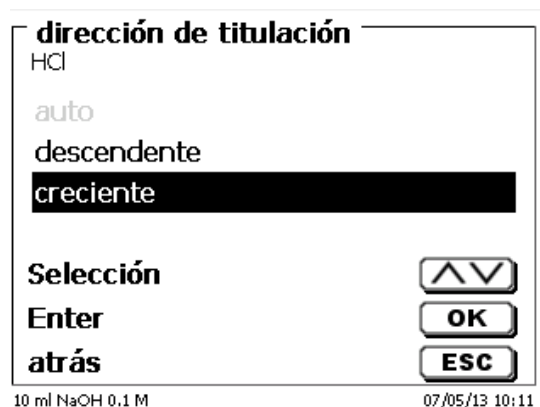 dirección de titulación
HCl
auto
descendente
creciente
Selección
Enter OK
atrás ESC
10 ml NaOH 0.1 M 07/05/13 10:11